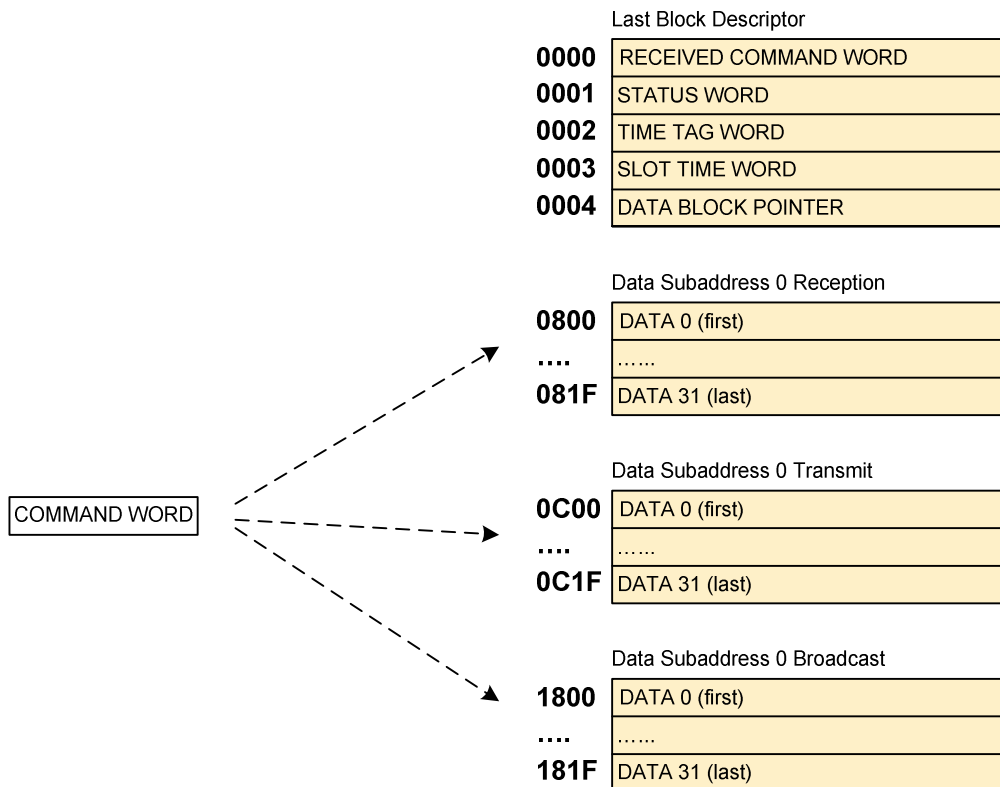 Last Block Descriptor
0000 RECEIVED COMMAND WORD
0001 STATUS WORD
0002 TIME TAG WORD
0003 SLOT TIME WORD
0004 DATA BLOCK POINTER
Data Subaddress 0 Reception
0800 DATA 0 (first)
.... ......
081F DATA 31 (last)
Data Subaddress 0 Transmit
COMMAND WORD
0C00 DATA 0 (first)
.... ......
0C1F DATA 31 (last)
Data Subaddress 0 Broadcast
1800 DATA 0 (first)
.... ......
181F DATA 31 (last)